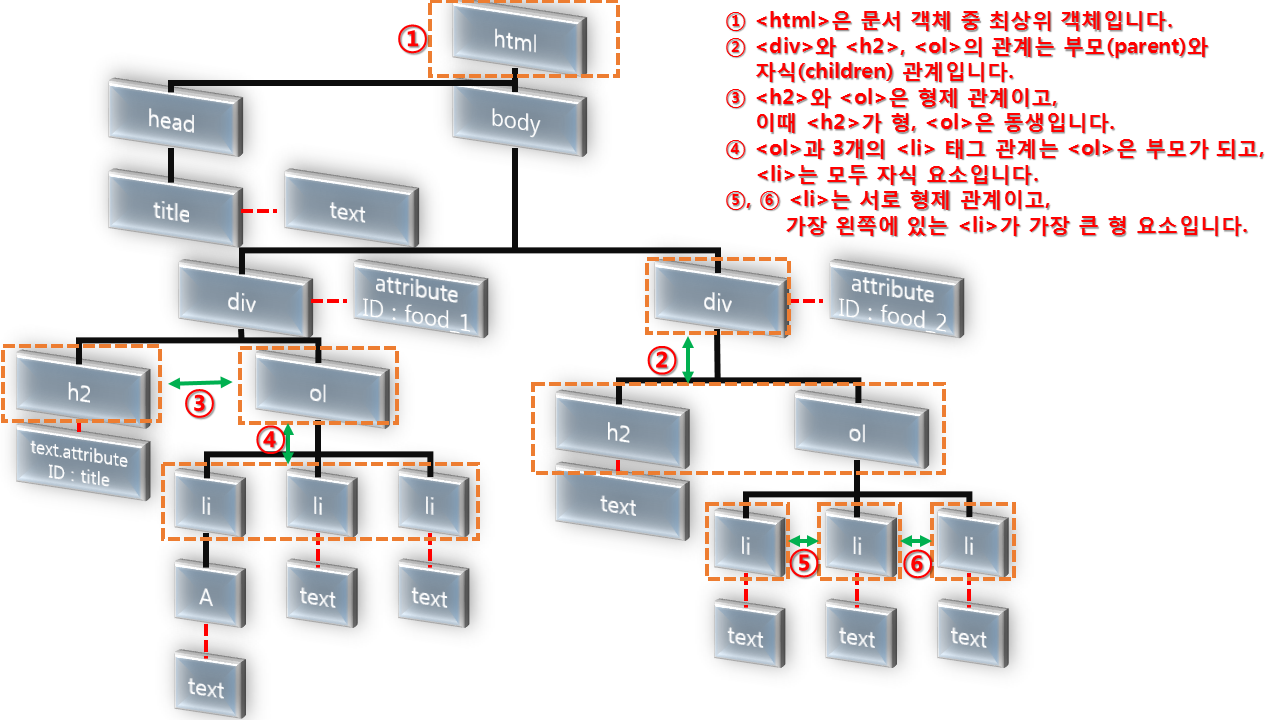 ① <html>은 문서 객체 중 최상위 객체입니다.
② <div>와 <h2>, <ol>의 관계는 부모(parent)와
자식(children) 관계입니다.
③ <h2>와 <ol>은 형제 관계이고,
이때 <h2>가 형, <ol>은 동생입니다.
④ <ol>과 3개의 <li> 태그 관계는 <ol>은 부모가 되고,
<li>는 모두 자식 요소입니다.
⑤, ⑥ <li>는 서로 형제 관계이고,
가장 왼쪽에 있는 <li>가 가장 큰 형 요소입니다.
①
html
head
body
title
text
div
attribute
ID : food_1
div
attribute
ID : food_2
②
h2
③
ol
h2
ol
text.attribute
ID : title
④
li
li
li
text
li
⑤
li
⑥
li
A
text
text
text
text
text
text